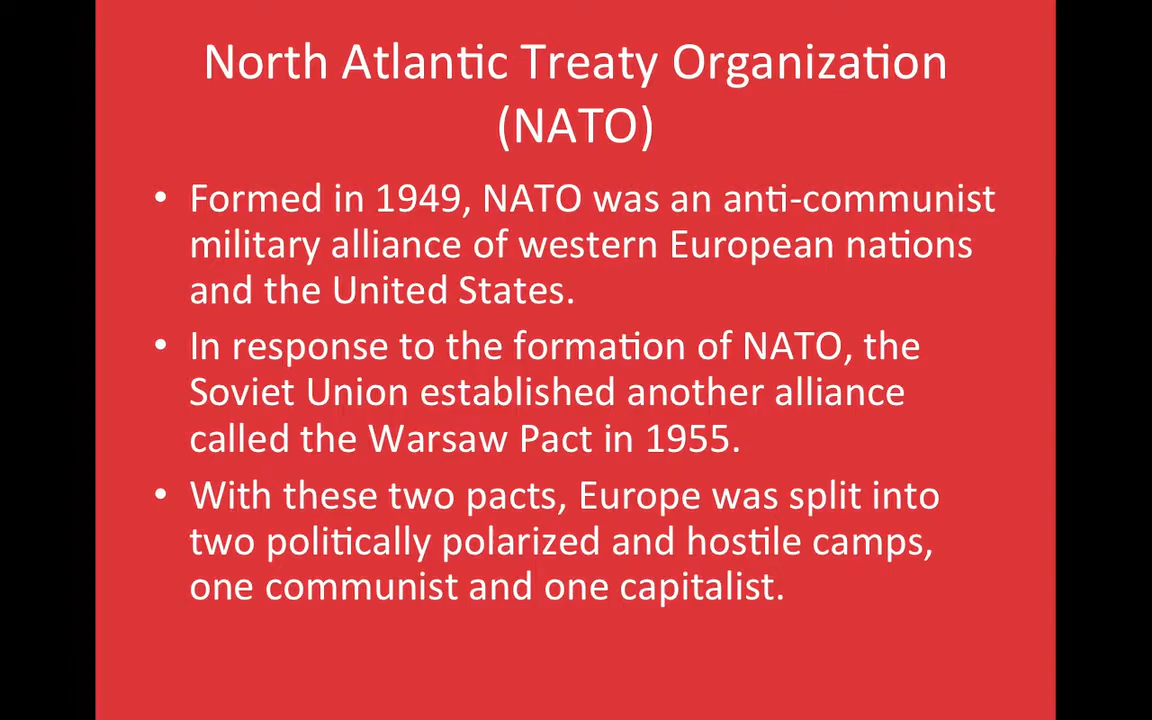 North Atlantic Treaty Organization
(NATO)
• Formed in 1949, NATO was an anti-communist
military alliance of western European nations
and the United States.
• In response to the formation of NATO, the
Soviet Union established another alliance
called the Warsaw Pact in 1955.
• With these two pacts, Europe was split into
two politically polarized and hostile camps,
one communist and one capitalist.